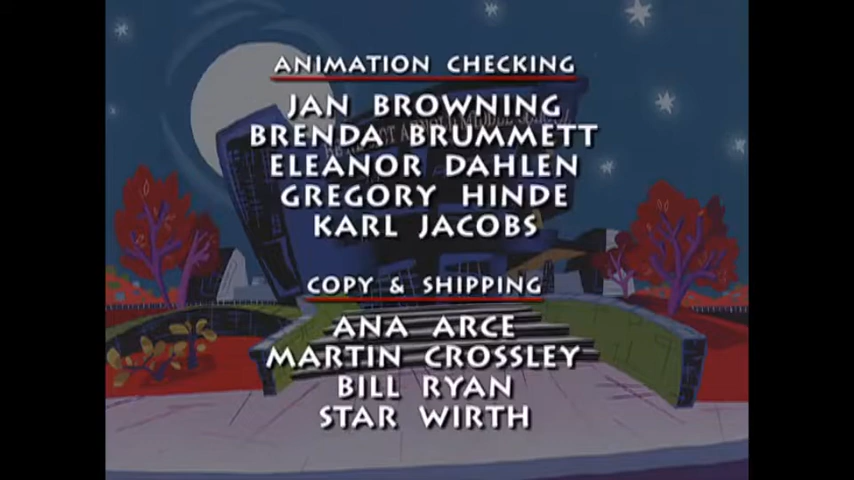 ANIMATION CHECKING
JAN BROWNING
BRENDA BRUMMETT
ELEANOR DAHLEN
GREGORY HINDE
KARL JACOBS
COPY & SHIPPING
ANA ARCE
MARTIN CROSSLEY
BILL RYAN
STAR WIRTH